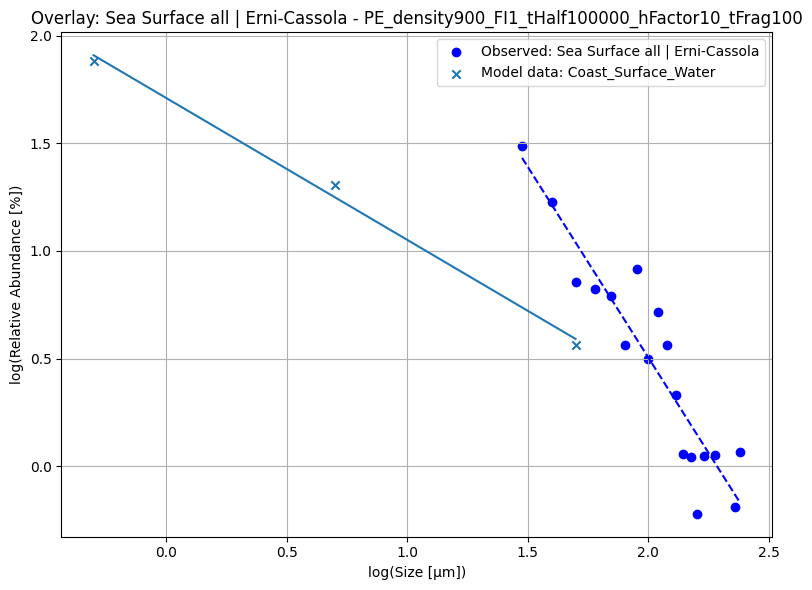 Overlay: Sea Surface all | Erni-Cassola - PE_density900_FI1_tHalf100000_hFactor10_tFrag100
Observed: Sea Surface all | Erni-Cassola
Model data: Coast_Surface_Water
log(Relative Abundance [%])
2.0
1.5
1.0
0.5
0.0
0.0 0.5 1.0 1.5 2.0 2.5
log(Size [µm])